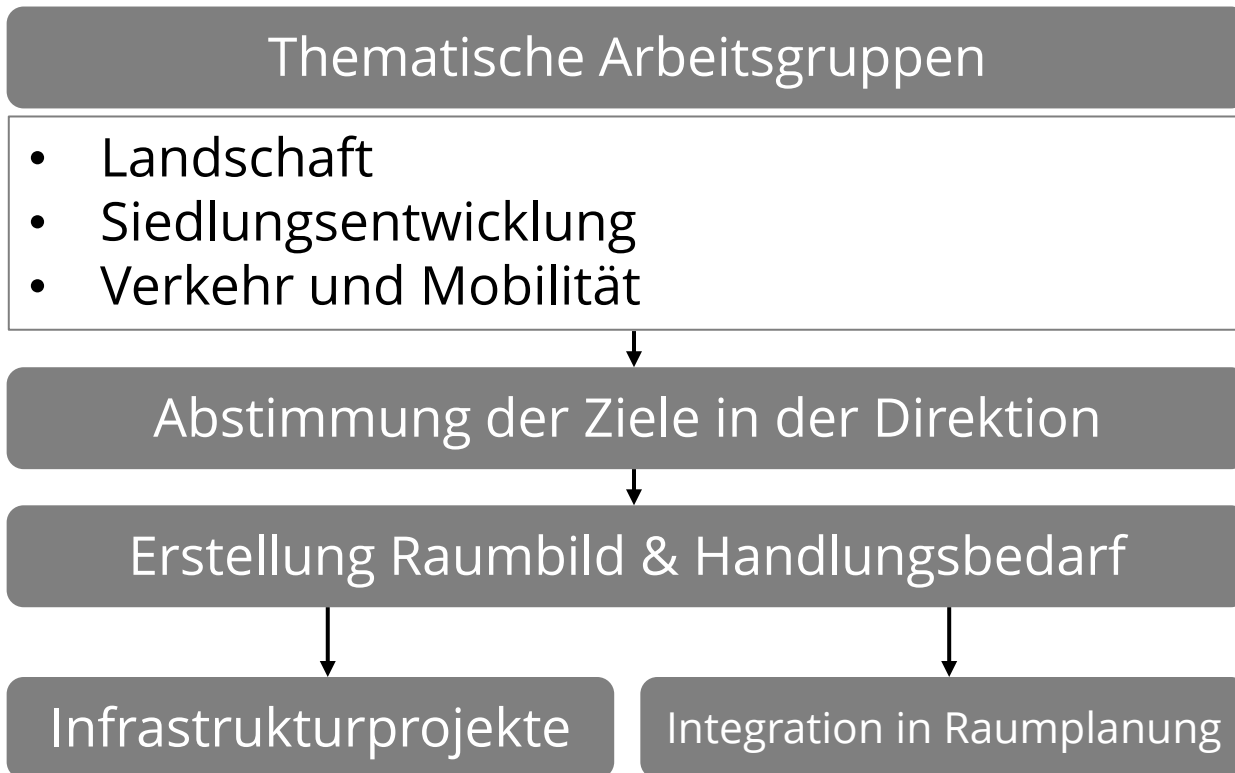 Thematische Arbeitsgruppen
• Landschaft
• Siedlungsentwicklung
• Verkehr und Mobilität
Abstimmung der Ziele in der Direktion
Erstellung Raumbild & Handlungsbedarf
Infrastrukturprojekte
Integration in Raumplanung